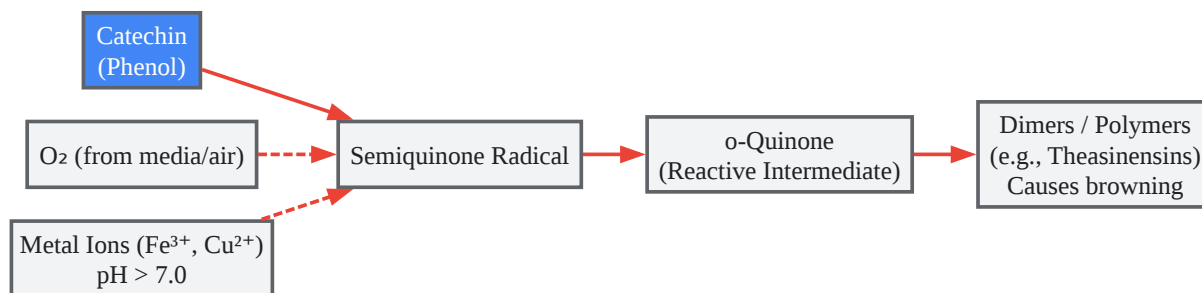 Catechin
(Phenol)
O₂ (from media/air)
Metal Ions (Fe³⁺, Cu²⁺)
pH > 7.0
Semiquinone Radical
o-Quinone
(Reactive Intermediate)
Dimers / Polymers
(e.g., Theasinensins)
Causes browning